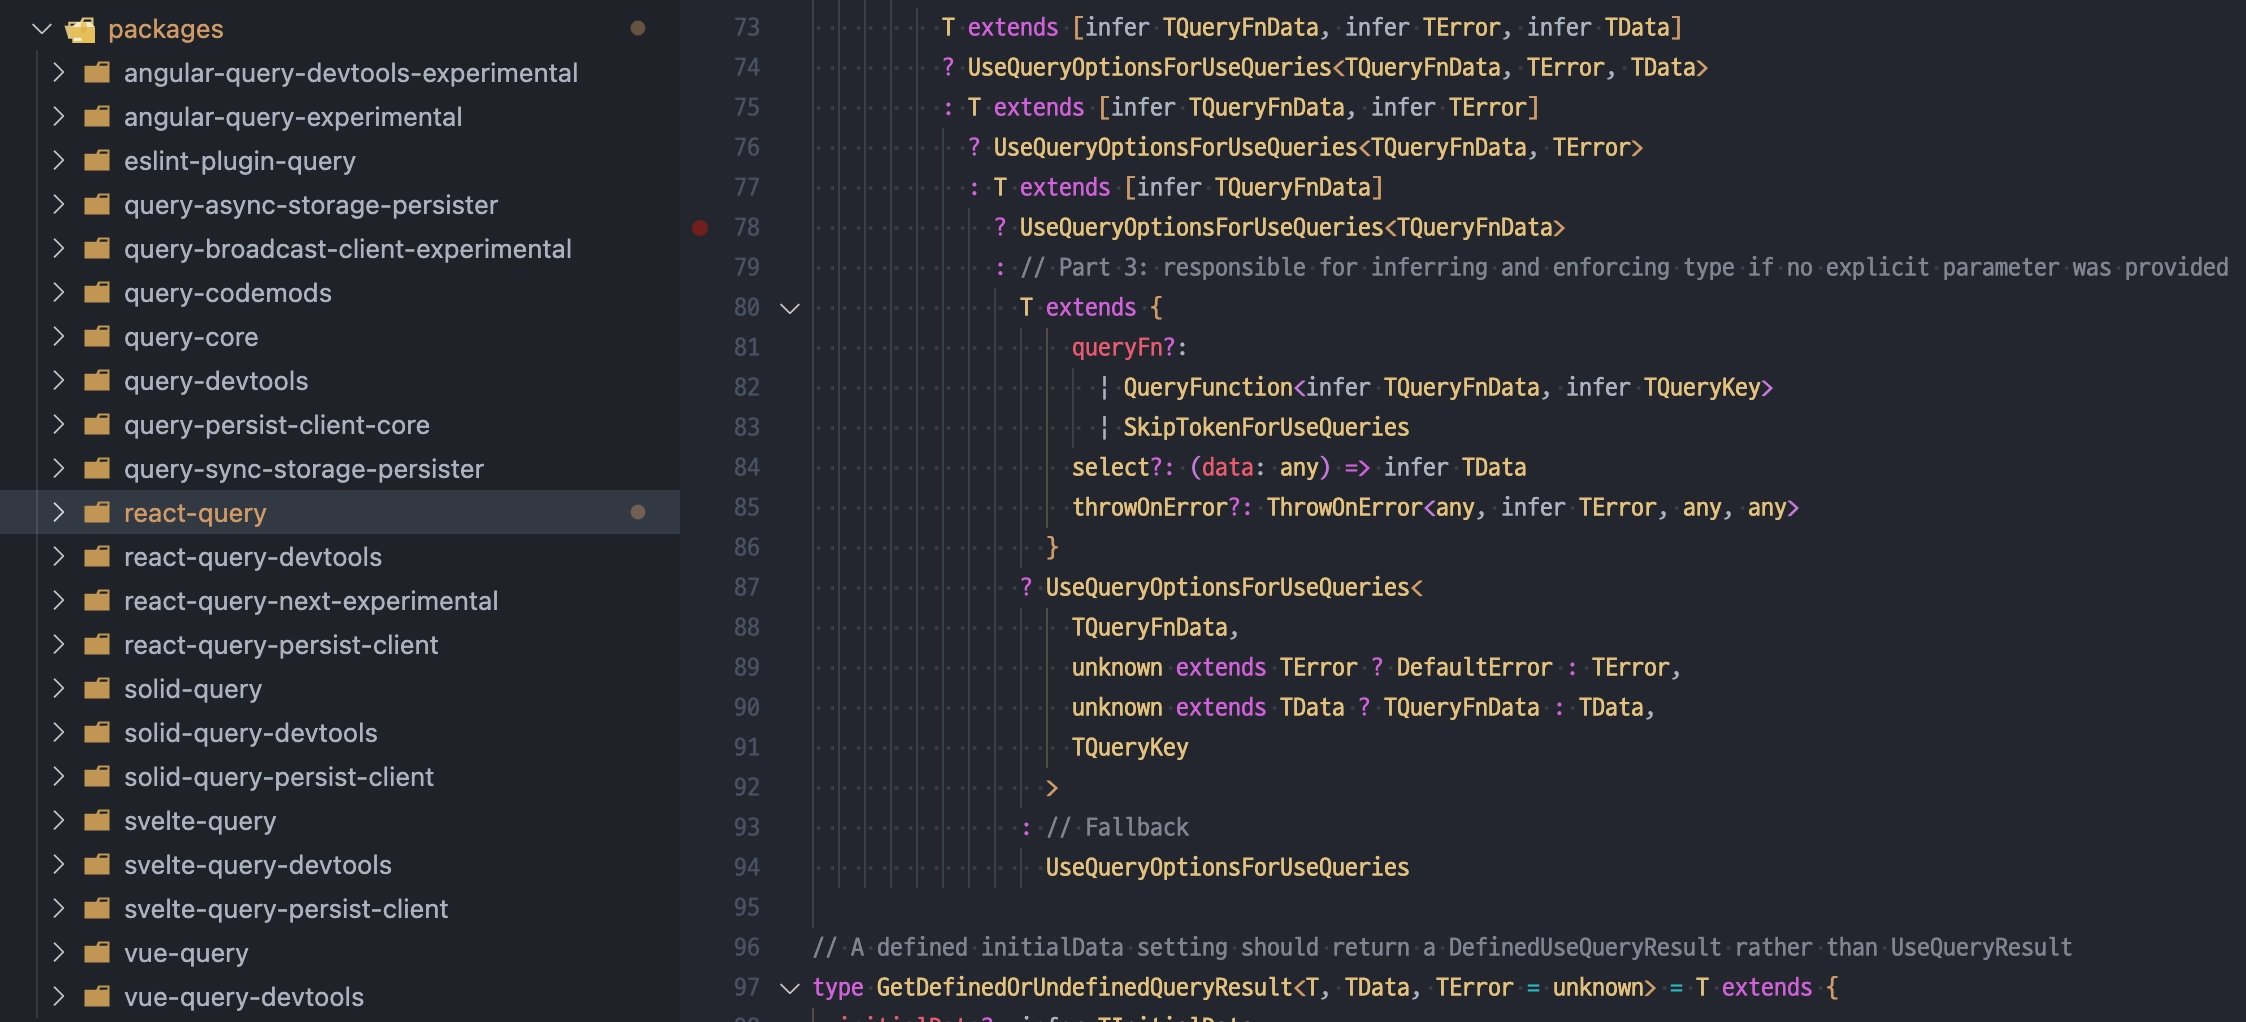 packages
angular-query-devtools-experimental
angular-query-experimental
eslint-plugin-query
query-async-storage-persister
query-broadcast-client-experimental
query-codemods
query-core
query-devtools
query-persist-client-core
query-sync-storage-persister
react-query
react-query-devtools
react-query-next-experimental
react-query-persist-client
solid-query
solid-query-devtools
solid-query-persist-client
svelte-query
svelte-query-devtools
svelte-query-persist-client
vue-query
vue-query-devtools
73 T extends [infer TQueryFnData, infer TError, infer TData]
74 ? UseQueryOptionsForUseQueries<TQueryFnData, TError, TData>
75 : T extends [infer TQueryFnData, infer TError]
76 ? UseQueryOptionsForUseQueries<TQueryFnData, TError>
77 : T extends [infer TQueryFnData]
78 ? UseQueryOptionsForUseQueries<TQueryFnData>
79 : // Part 3: responsible for inferring and enforcing type if no explicit parameter was provided
80 T extends {
81 queryFn?:
82 | QueryFunction<infer TQueryFnData, infer TQueryKey>
83 | SkipTokenForUseQueries
84 select?: (data: any) => infer TData
85 throwOnError?: ThrowOnError<any, infer TError, any, any>
86 }
87 ? UseQueryOptionsForUseQueries<
88 TQueryFnData,
89 unknown extends TError ? DefaultError : TError,
90 unknown extends TData ? TQueryFnData : TData,
91 TQueryKey
92 >
93 : // Fallback
94 UseQueryOptionsForUseQueries
95
96 // A defined initialData setting should return a DefinedUseQueryResult rather than UseQueryResult
97 type GetDefinedOrUndefinedQueryResult<T, TData, TError = unknown> = T extends {